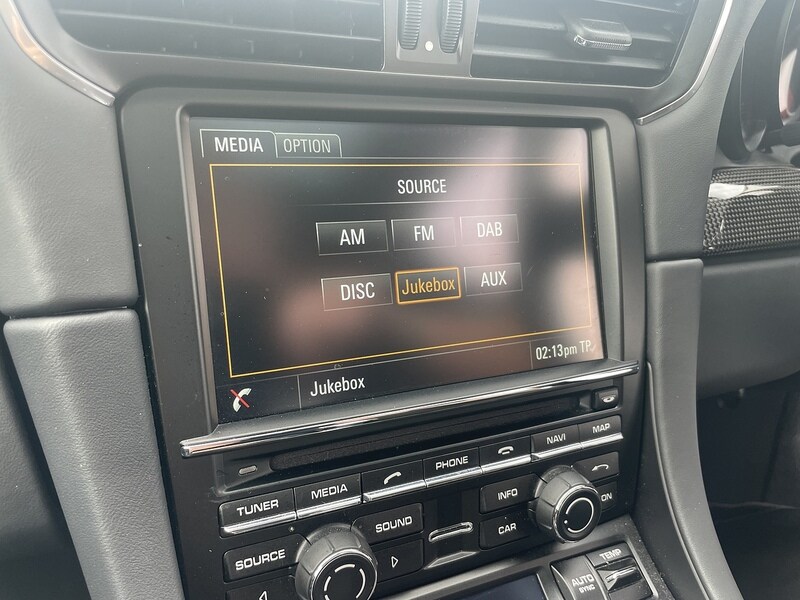 MEDIA OPTION
SOURCE
AM FM DAB
DISC Jukebox AUX
Jukebox 02:13pm TP
TUNER MEDIA PHONE NAVI MAP
SOURCE SOUND INFO
CAR
AUTO TEMP
SYNC